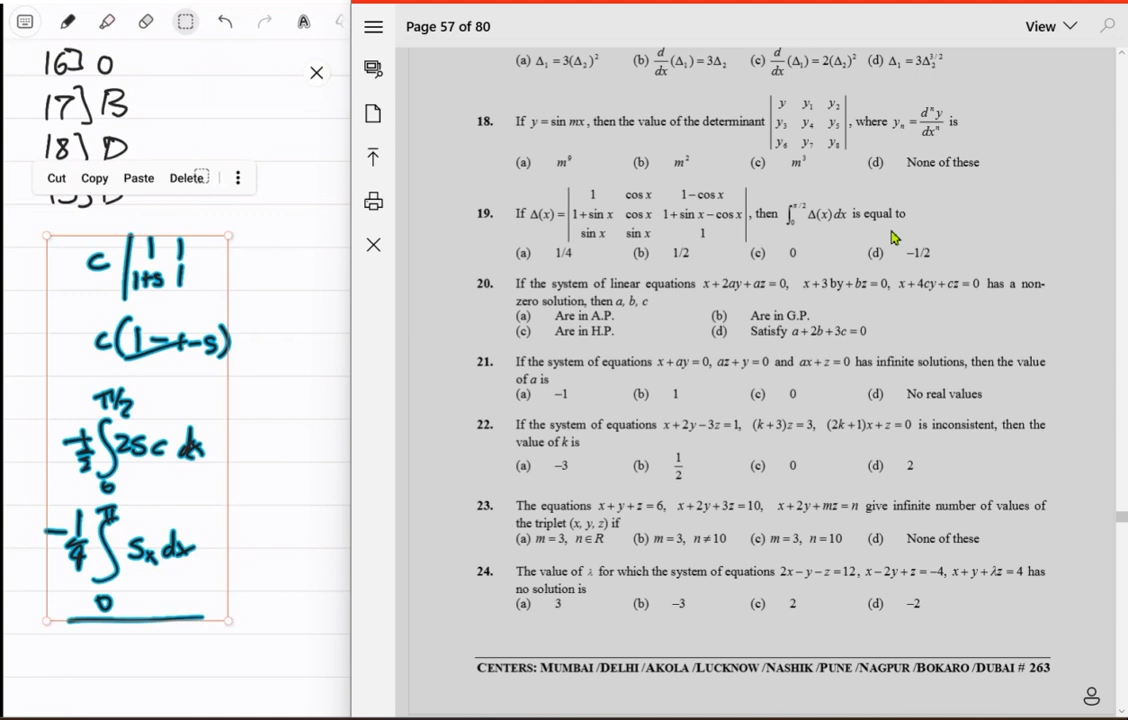 Page 57 of 80
View
16] 0
17] B
18] D
Cut Copy Paste Delete
c | 1 1
1+s 1
c(1-1-s)
π/2
-1/2 ∫ 2sc dx
0
-1/4 ∫ Sx dx
π
0
(a) Δ₁ = 3(Δ₂)² (b) d/dx (Δ₁) = 3Δ₂ (c) d/dx (Δ₁) = 2(Δ₂)² (d) Δ₁ = 3Δ₂^3/2
18. If y = sin mx, then the value of the determinant | y y₁ y₂ | , where yₙ = dⁿy/dxⁿ is
y₃ y₄ y₅
y₆ y₇ y₈
(a) m⁹ (b) m² (c) m³ (d) None of these
1 cos x 1−cos x
19. If Δ(x) = | 1+sin x cos x 1+sin x−cos x | , then ∫₀^π/2 Δ(x)dx is equal to
sin x sin x 1
(a) 1/4 (b) 1/2 (c) 0 (d) −1/2
20. If the system of linear equations x+2ay+az=0, x+3by+bz=0, x+4cy+cz=0 has a non-
zero solution, then a, b, c
(a) Are in A.P. (b) Are in G.P.
(c) Are in H.P. (d) Satisfy a+2b+3c=0
21. If the system of equations x+ay=0, az+y=0 and ax+z=0 has infinite solutions, then the value
of a is
(a) −1 (b) 1 (c) 0 (d) No real values
22. If the system of equations x+2y−3z=1, (k+3)z=3, (2k+1)x+z=0 is inconsistent, then the
value of k is
(a) −3 (b) 1/2 (c) 0 (d) 2
23. The equations x+y+z=6, x+2y+3z=10, x+2y+mz=n give infinite number of values of
the triplet (x, y, z) if
(a) m=3, n∈R (b) m=3, n≠10 (c) m=3, n=10 (d) None of these
24. The value of λ for which the system of equations 2x−y−z=12, x−2y+z=−4, x+y+λz=4 has
no solution is
(a) 3 (b) −3 (c) 2 (d) −2
CENTERS: MUMBAI /DELHI /AKOLA /LUCKNOW /NASHIK /PUNE /NAGPUR /BOKARO /DUBAI # 263